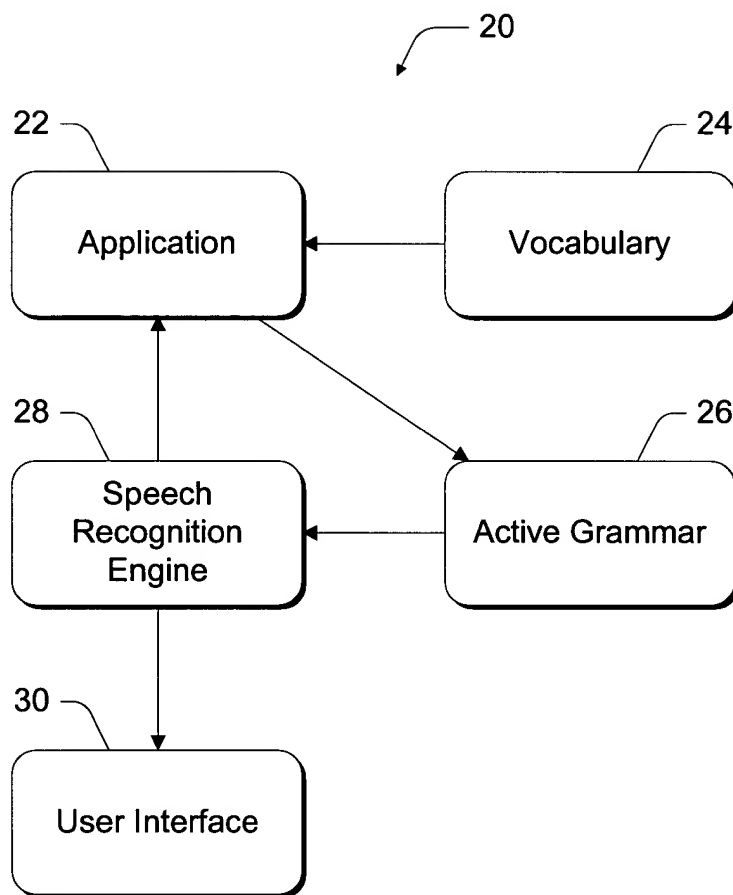 20
22
24
Application
Vocabulary
28
26
Speech
Recognition
Engine
Active Grammar
30
User Interface